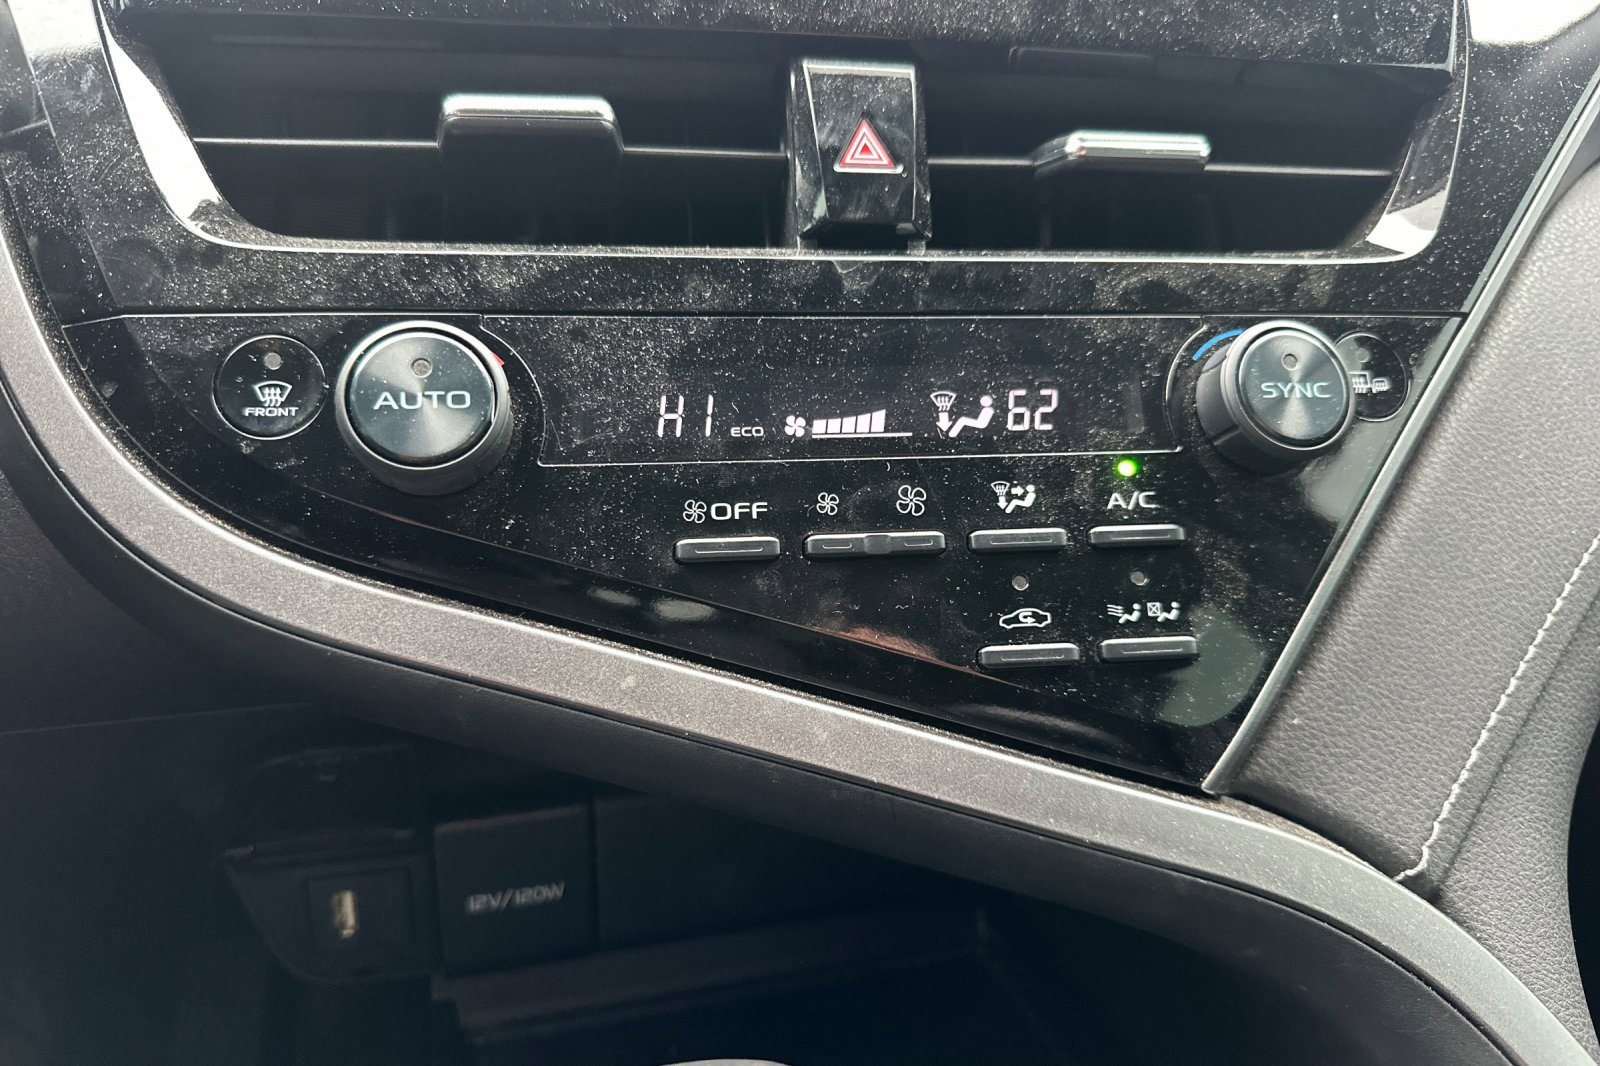 FRONT
AUTO
HI ECO 62
SYNC
OFF
A/C
12V/120W